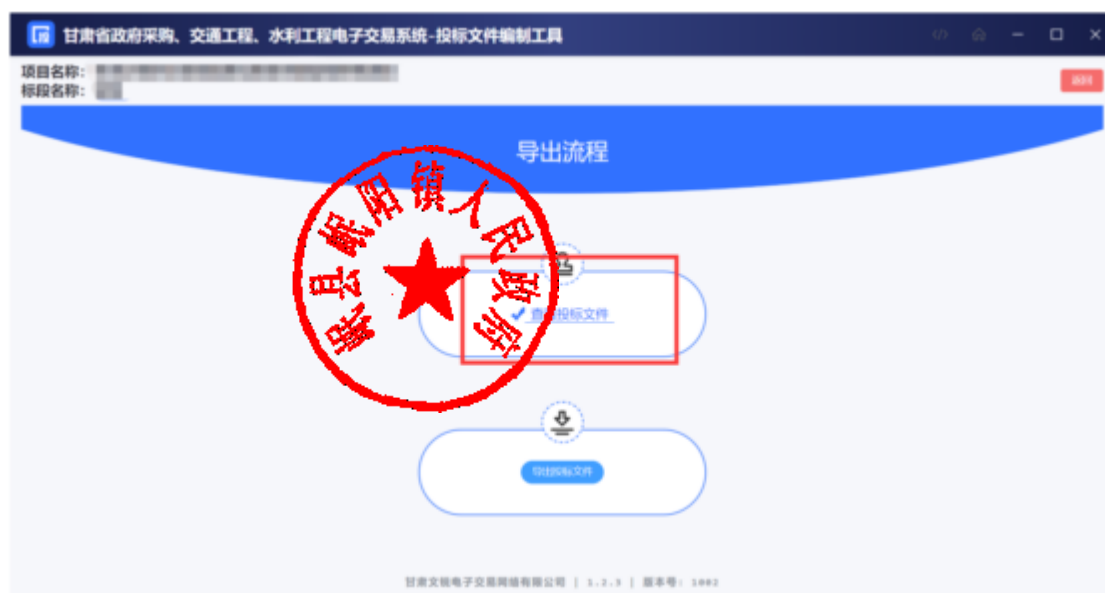 甘肃省政府采购、交通工程、水利工程电子交易系统-投标文件编制工具
项目名称：
标段名称：
返回
导出流程
岷县岷阳镇人民政府
投标文件
导出投标文件
甘肃文锐电子交易网络有限公司 | 1.2.3 | 版本号: 1002